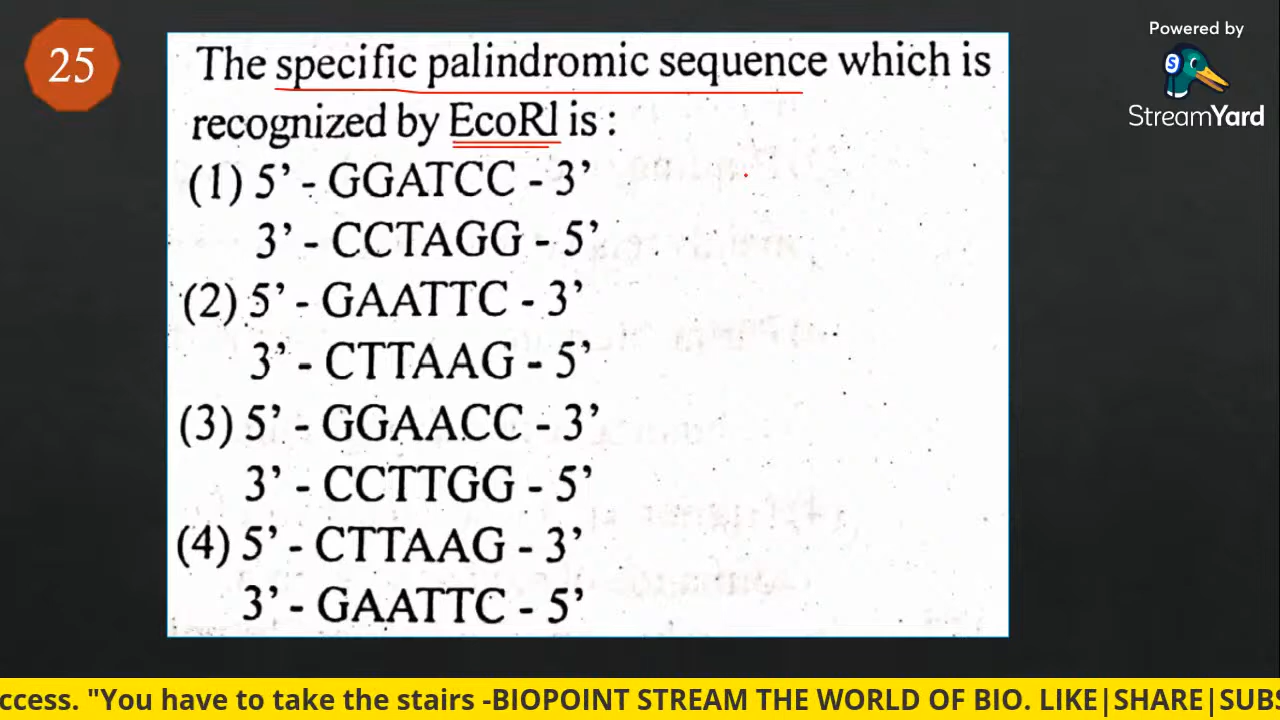 25
Powered by
StreamYard
The specific palindromic sequence which is
recognized by EcoRl is :
(1) 5’ - GGATCC - 3’
3’ - CCTAGG - 5’
(2) 5’ - GAATTC - 3’
3’ - CTTAAG - 5’
(3) 5’ - GGAACC - 3’
3’ - CCTTGG - 5’
(4) 5’ - CTTAAG - 3’
3’ - GAATTC - 5’
ccess. "You have to take the stairs -BIOPOINT STREAM THE WORLD OF BIO. LIKE|SHARE|SUBS